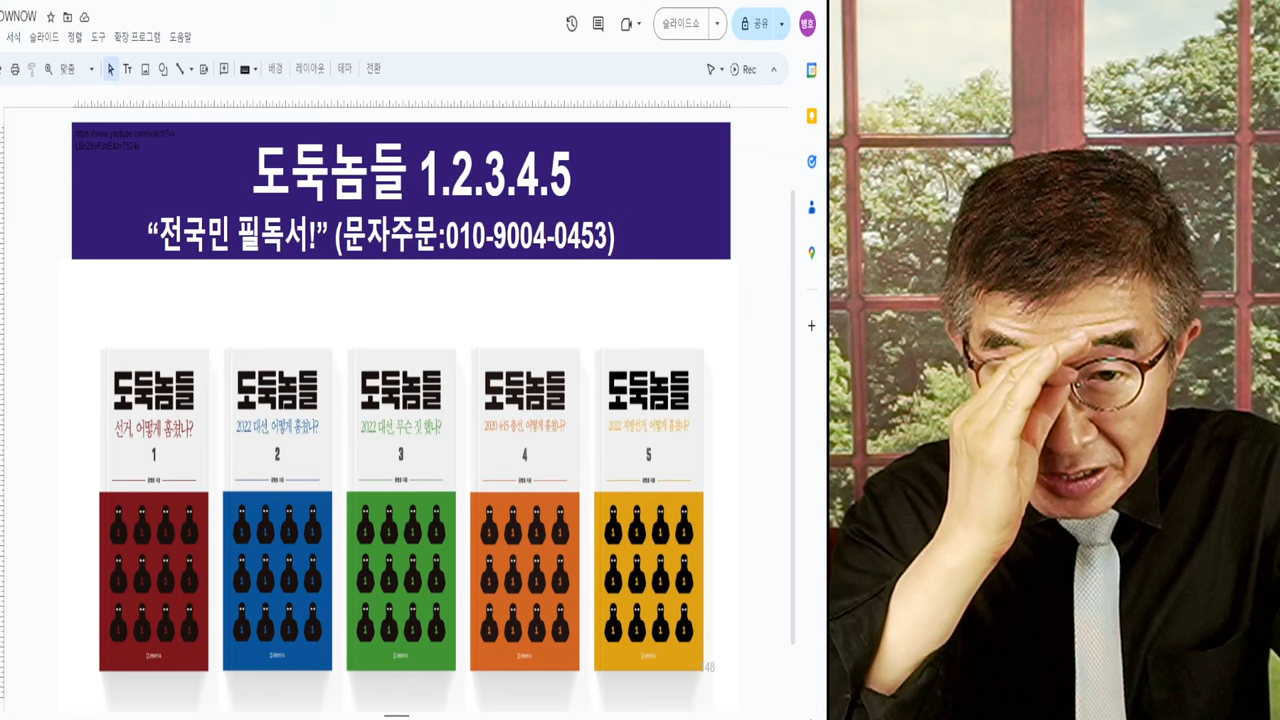 OWNOW
서식 슬라이드 정렬 도구 확장 프로그램 도움말
슬라이드쇼
공유
병호
맞춤
배경 레이아웃 테마 전환
Rec
도둑놈들 1.2.3.4.5
“전국민 필독서!” (문자주문:010-9004-0453)
도둑놈들
선거, 어떻게 훔쳤나?
1
도둑놈들
2022 대선, 어떻게 훔쳤나?
2
도둑놈들
2022 대선, 무슨 짓 했나?
3
도둑놈들
2020 4·15 총선, 어떻게 훔쳤나?
4
도둑놈들
2022 지방선거, 어떻게 훔쳤나?
5
48